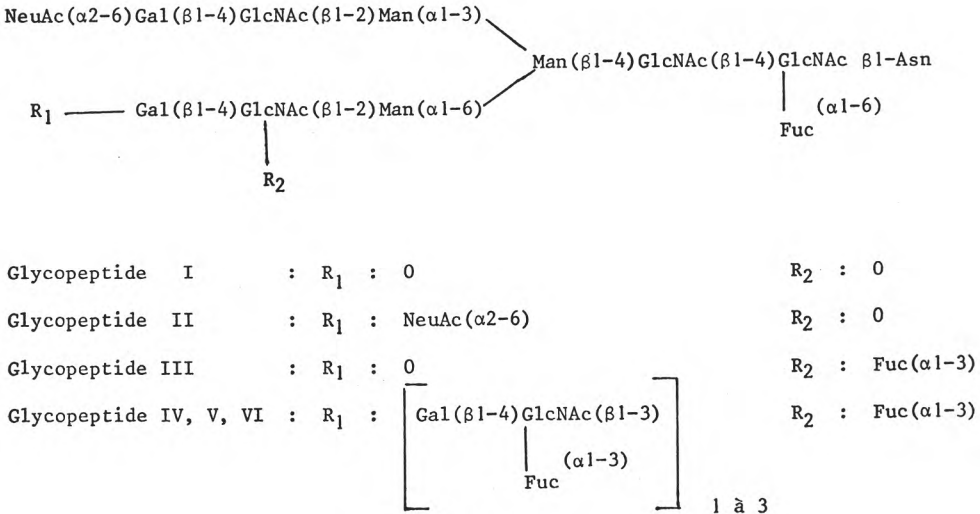 NeuAc(α2-6)Gal(β1-4)GlcNAc(β1-2)Man(α1-3)
Man(β1-4)GlcNAc(β1-4)GlcNAc β1-Asn
R1 Gal(β1-4)GlcNAc(β1-2)Man(α1-6)
(α1-6)
Fuc
R2
Glycopeptide I : R1 : 0 R2 : 0
Glycopeptide II : R1 : NeuAc(α2-6) R2 : 0
Glycopeptide III : R1 : 0 R2 : Fuc(α1-3)
Glycopeptide IV, V, VI : R1 : Gal(β1-4)GlcNAc(β1-3) R2 : Fuc(α1-3)
(α1-3)
Fuc
1 à 3